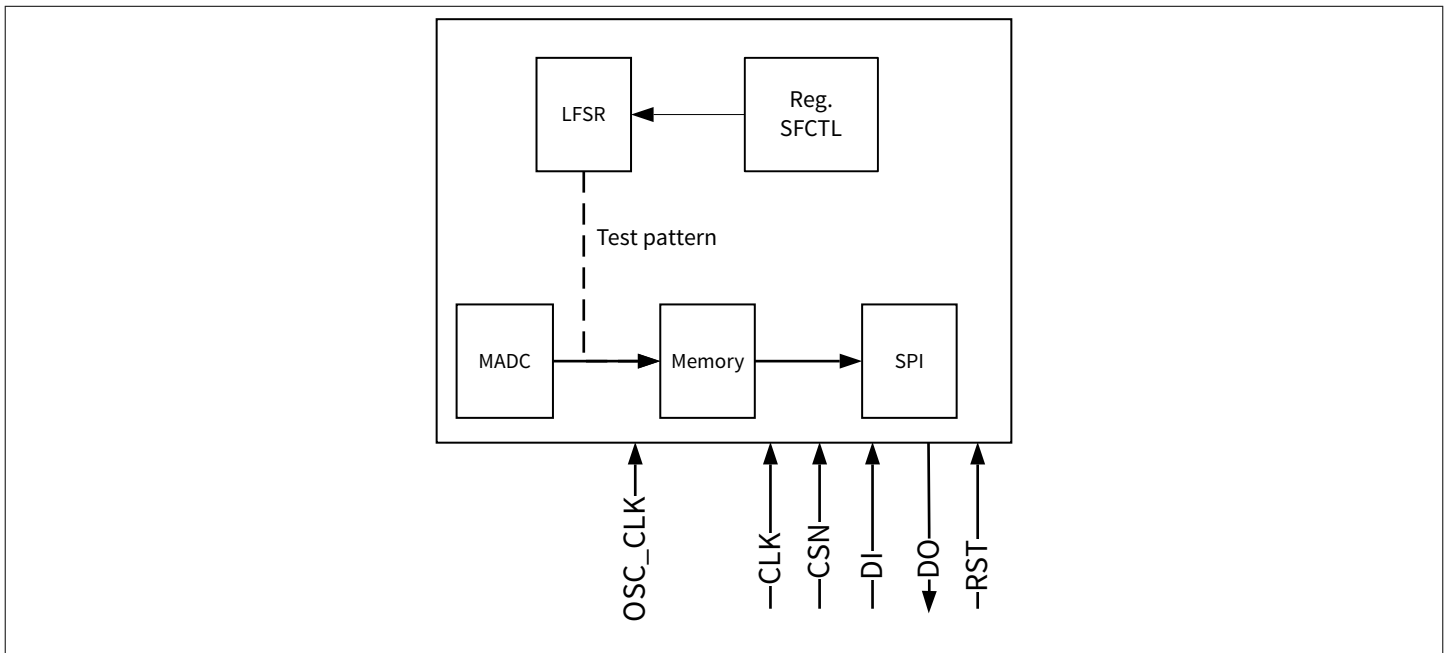 LFSR
Reg.
SFCTL
Test pattern
MADC
Memory
SPI
OSC_CLK
CLK
CSN
DI
DO
RST